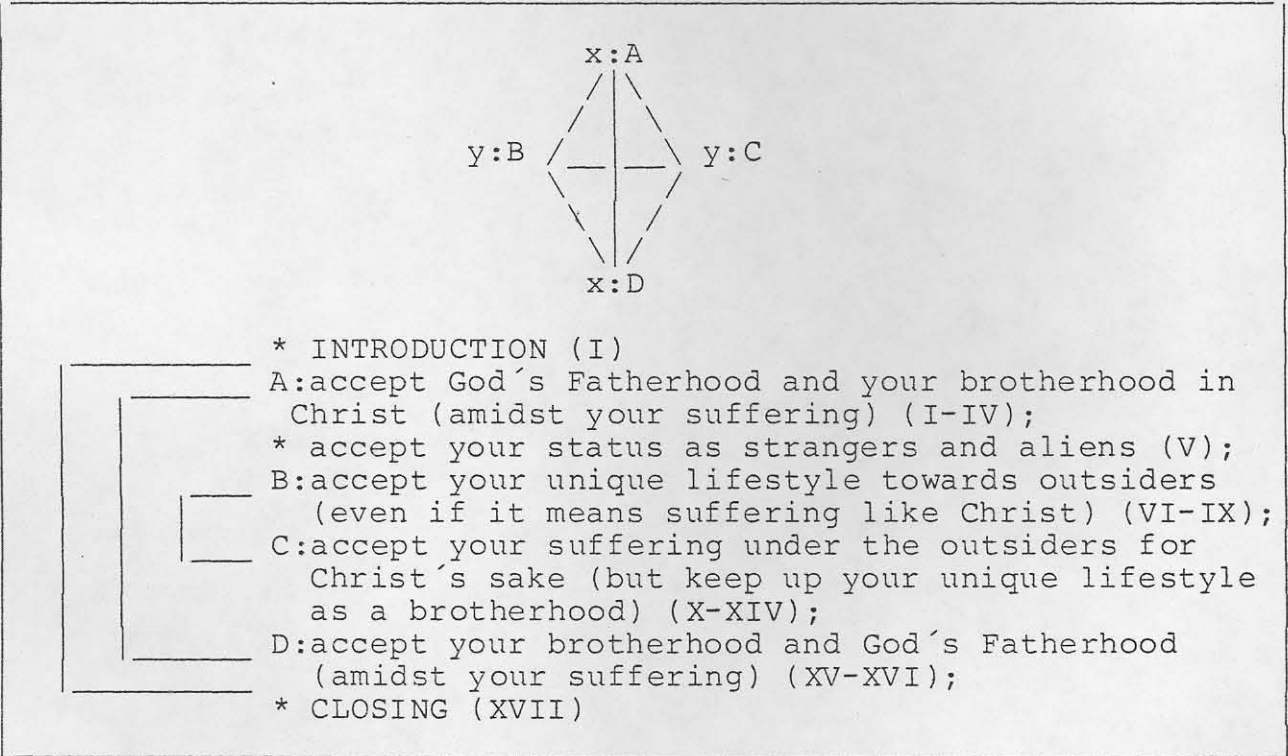 x:A
y:B y:C
x:D
* INTRODUCTION (I)
A:accept God´s Fatherhood and your brotherhood in
Christ (amidst your suffering) (I-IV);
* accept your status as strangers and aliens (V);
B:accept your unique lifestyle towards outsiders
(even if it means suffering like Christ) (VI-IX);
C:accept your suffering under the outsiders for
Christ´s sake (but keep up your unique lifestyle
as a brotherhood) (X-XIV);
D:accept your brotherhood and God´s Fatherhood
(amidst your suffering) (XV-XVI);
* CLOSING (XVII)